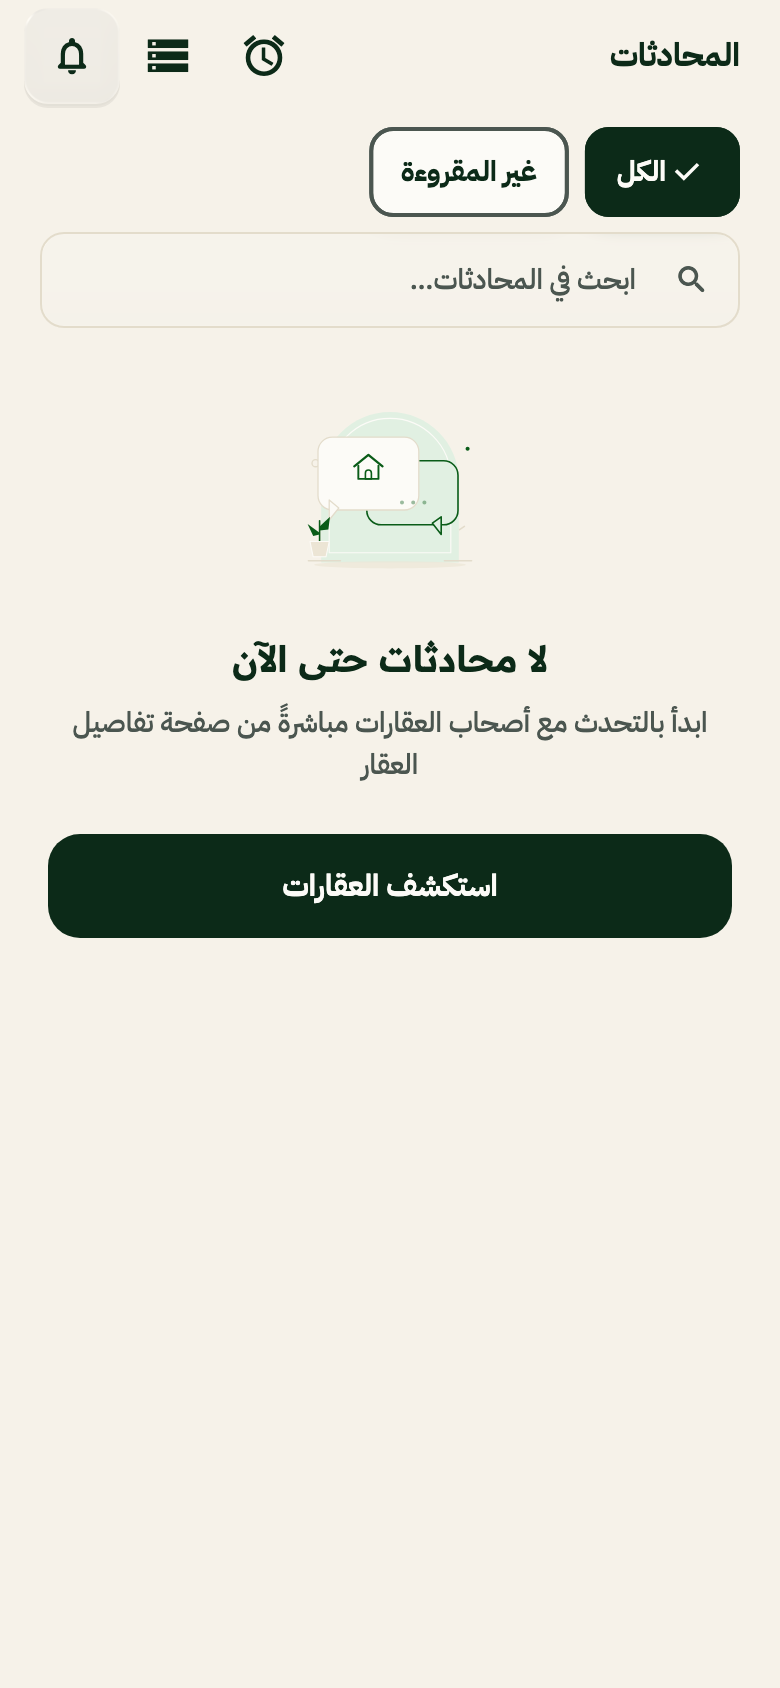 المحادثات
الكل
غير المقروءة
ابحث في المحادثات...
لا محادثات حتى الآن
ابدأ بالتحدث مع أصحاب العقارات مباشرةً من صفحة تفاصيل
العقار
استكشف العقارات